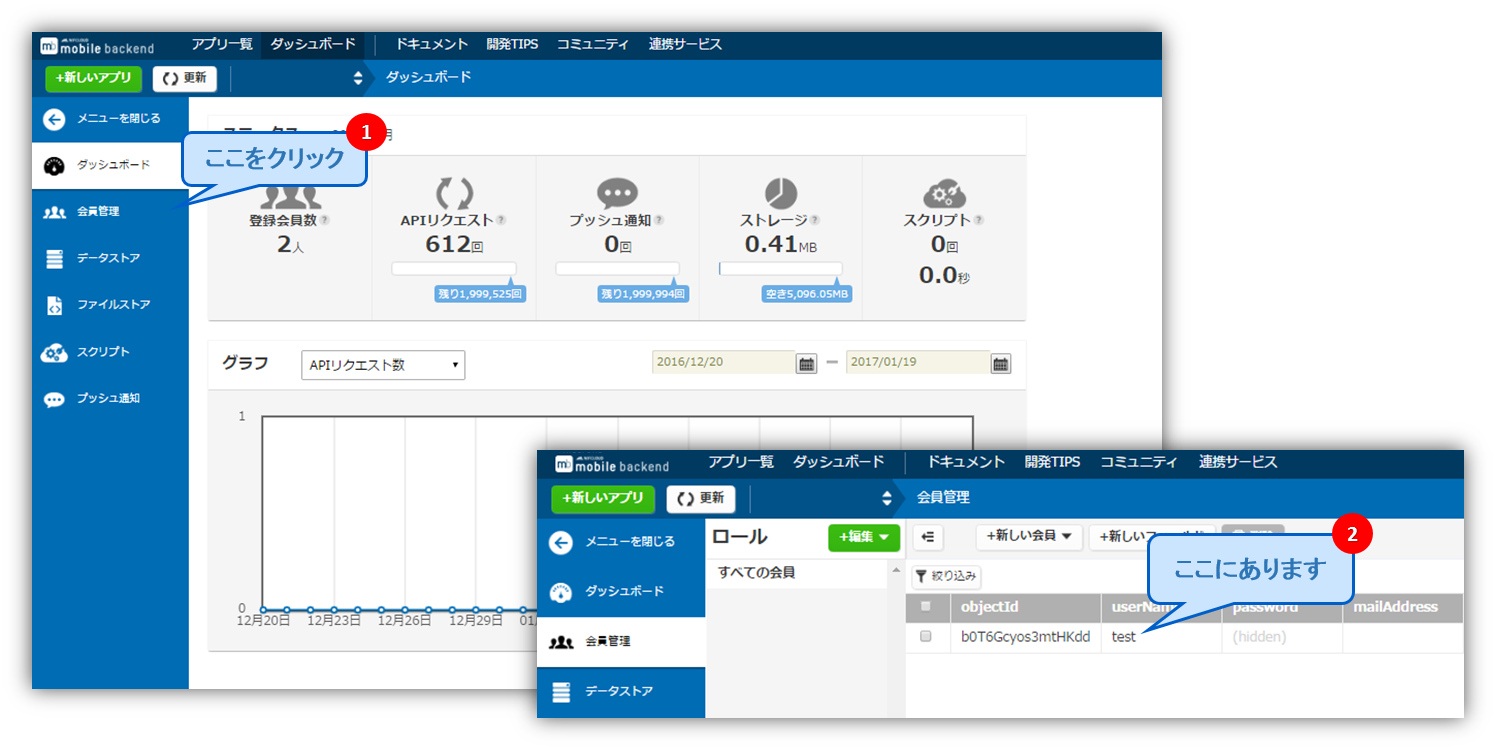 mobile backend アプリ一覧 ダッシュボード ドキュメント 開発TIPS コミュニティ 連携サービス
+新しいアプリ 更新 ダッシュボード
メニューを閉じる
ダッシュボード
会員管理
データストア
ファイルストア
スクリプト
プッシュ通知
1
ここをクリック
月
登録会員数 ? APIリクエスト ? プッシュ通知 ? ストレージ ? スクリプト ?
2人 612回 0回 0.41MB 0回
0.0秒
残り1,999,525回 残り1,999,994回 空き5,096.05MB
グラフ APIリクエスト数 2016/12/20 2017/01/19
1
0
12月20日 12月23日 12月26日 12月29日 01
mobile backend アプリ一覧 ダッシュボード ドキュメント 開発TIPS コミュニティ 連携サービス
+新しいアプリ 更新 会員管理
メニューを閉じる
ダッシュボード
会員管理
データストア
ロール +編集
すべての会員
+新しい会員 +新しい
2
ここにあります
絞り込み
objectId userNam password mailAddress
b0T6Gcyos3mtHKdd test (hidden)